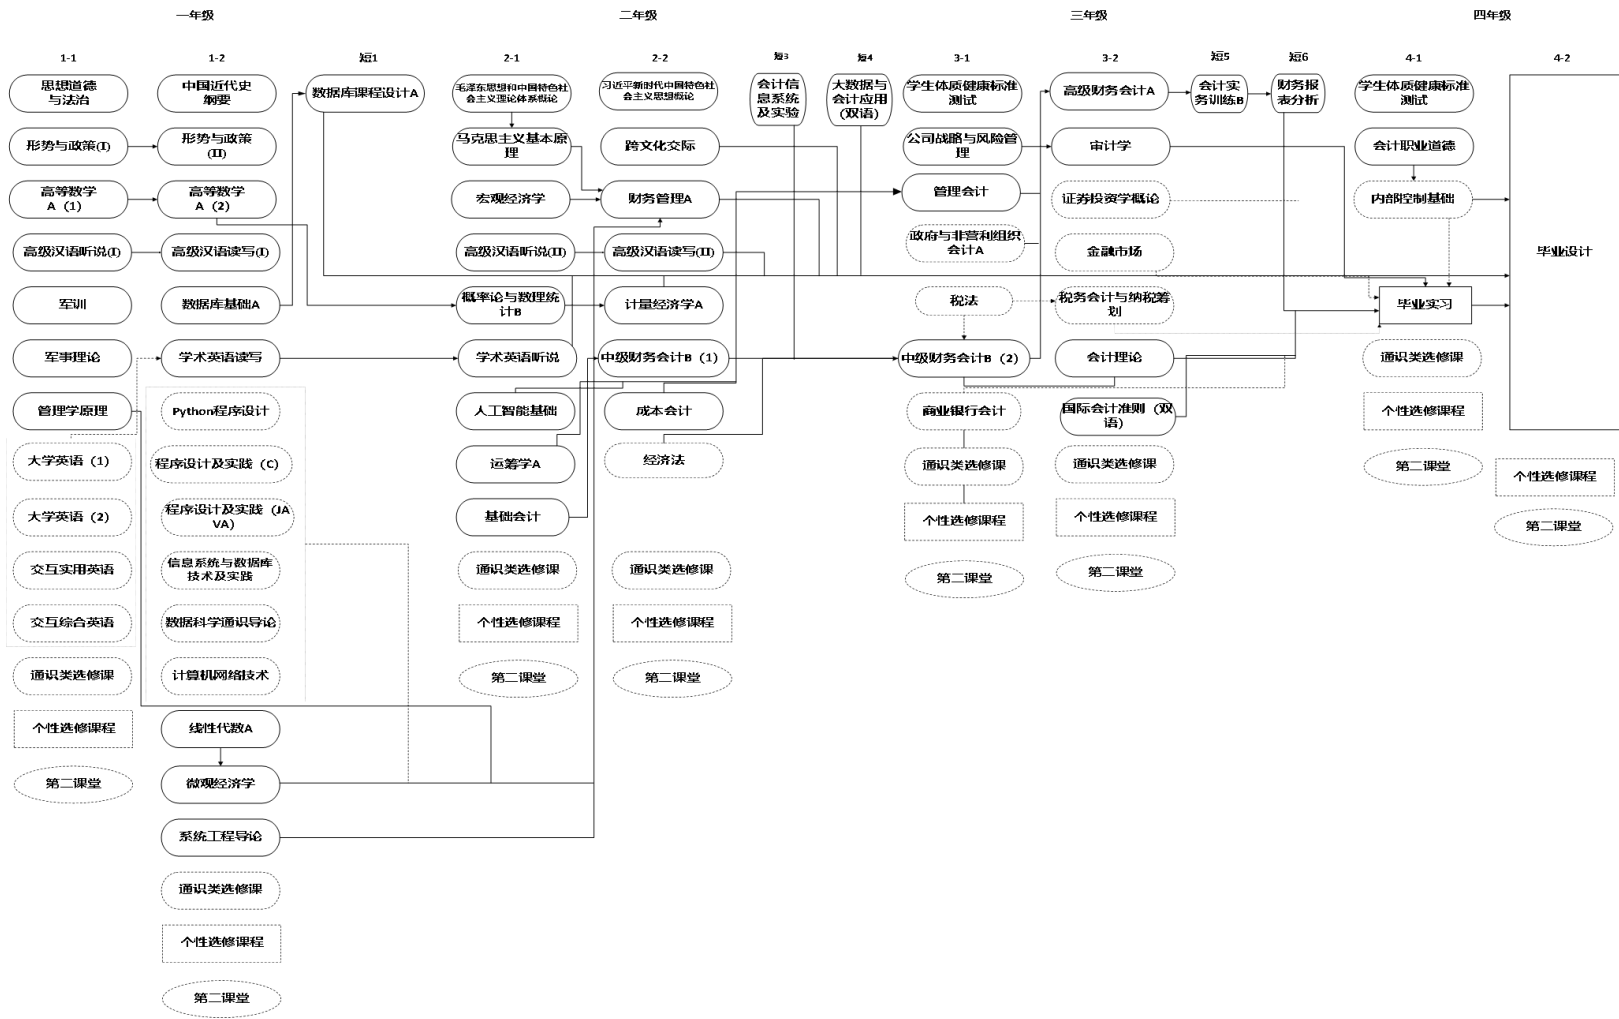 一年级
二年级
三年级
四年级
1-1
1-2
短1
2-1
2-2
短3
短4
3-1
3-2
短5
短6
4-1
4-2
思想道德
与法治
形势与政策(I)
高等数学
A（1）
高级汉语听说(I)
军训
军事理论
管理学原理
大学英语（1）
大学英语（2）
交互实用英语
交互综合英语
通识类选修课
个性选修课程
第二课堂
中国近代史
纲要
形势与政策
(II)
高等数学
A（2）
高级汉语读写(I)
数据库基础A
学术英语读写
Python程序设计
程序设计及实践（C）
程序设计及实践（JA
VA）
信息系统与数据库
技术及实践
数据科学通识导论
计算机网络技术
线性代数A
微观经济学
系统工程导论
通识类选修课
个性选修课程
第二课堂
数据库课程设计A
毛泽东思想和中国特色社
会主义理论体系概论
马克思主义基本原
理
宏观经济学
高级汉语听说(II)
概率论与数理统
计B
学术英语听说
人工智能基础
运筹学A
基础会计
通识类选修课
个性选修课程
第二课堂
习近平新时代中国特色社
会主义思想概论
跨文化交际
财务管理A
高级汉语读写(II)
计量经济学A
中级财务会计B（1）
成本会计
经济法
通识类选修课
个性选修课程
第二课堂
会计信
息系统
及实验
大数据与
会计应用
(双语)
学生体质健康标准
测试
公司战略与风险管
理
管理会计
政府与非营利组织
会计A
税法
中级财务会计B（2）
商业银行会计
通识类选修课
个性选修课程
第二课堂
高级财务会计A
审计学
证券投资学概论
金融市场
税务会计与纳税筹
划
会计理论
国际会计准则（双
语)
通识类选修课
个性选修课程
第二课堂
会计实
务训练B
财务报
表分析
学生体质健康标准
测试
会计职业道德
内部控制基础
毕业实习
通识类选修课
个性选修课程
第二课堂
毕业设计
个性选修课程
第二课堂